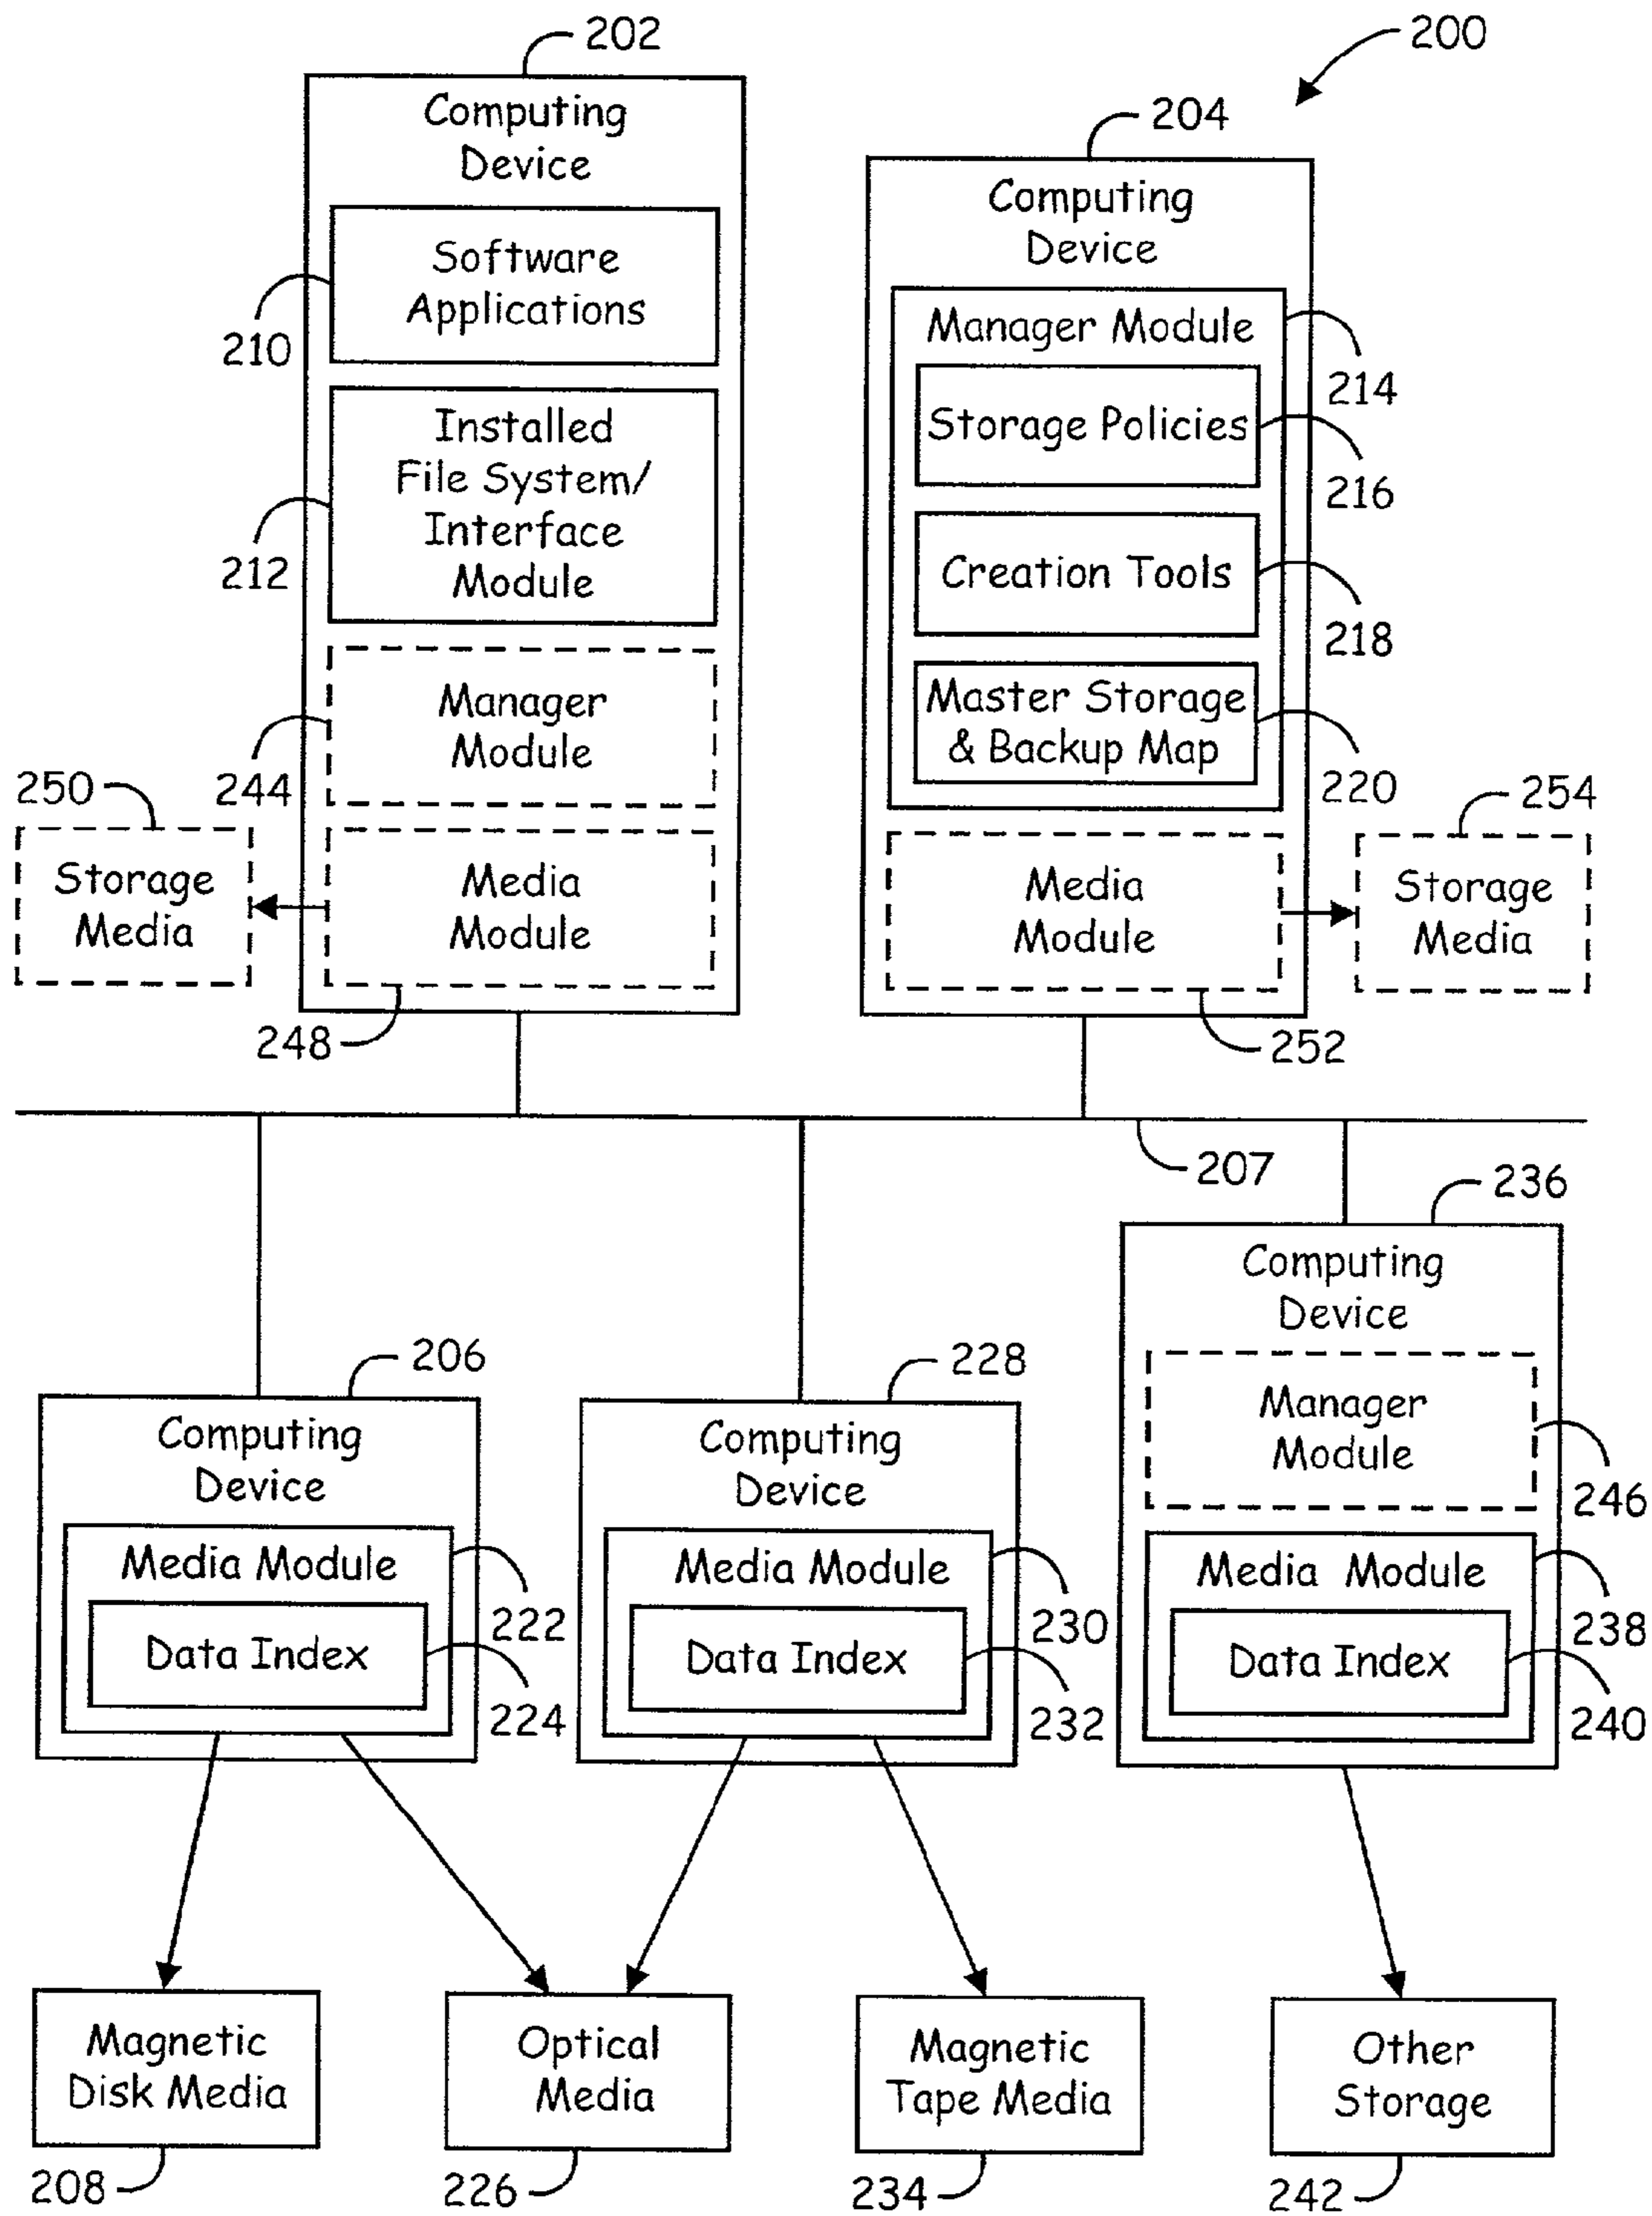 202
Computing
Device
Software
Applications
210
Installed
File System/
Interface
Module
212
Manager
Module
244
250
Storage
Media
Media
Module
248
200
204
Computing
Device
Manager Module
214
Storage Policies
216
Creation Tools
218
Master Storage
& Backup Map
220
254
Media
Module
Storage
Media
252
207
206
Computing
Device
Media Module
222
Data Index
224
228
Computing
Device
Media Module
230
Data Index
232
236
Computing
Device
Manager
Module
246
Media Module
238
Data Index
240
Magnetic
Disk Media
208
Optical
Media
226
Magnetic
Tape Media
234
Other
Storage
242